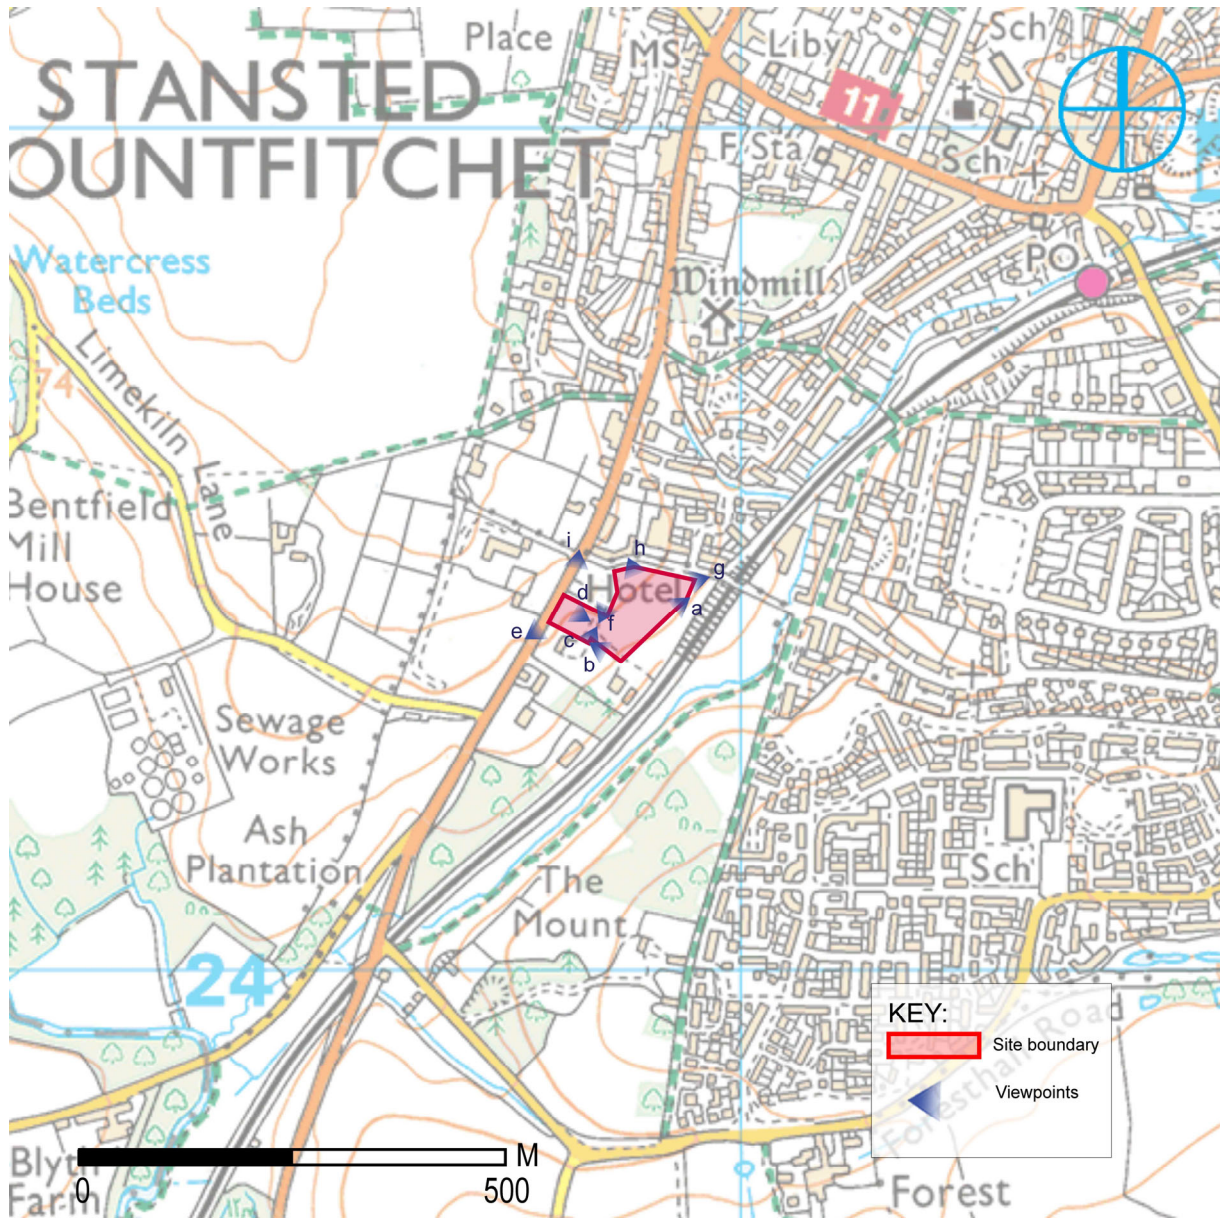 Place
MS
Liby
Sch
STANSTED
11
OUNTFITCHET
F Sta
Sch
PO
Watercress
Beds
Windmill
Limekiln Lane
74
Bentfield
Mill
House
i
h
g
Hotel
d
a
f
e
c
b
Sewage
Works
Ash
Plantation
The
Mount
Sch
24
KEY:
Site boundary
Viewpoints
Foresthall Road
Blyth
Farm
M
0
500
Forest